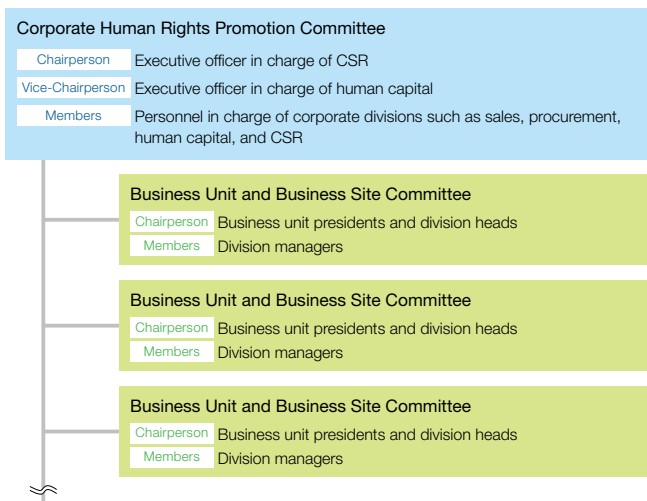 Corporate Human Rights Promotion Committee
Chairperson Executive officer in charge of CSR
Vice-Chairperson Executive officer in charge of human capital
Members Personnel in charge of corporate divisions such as sales, procurement,
human capital, and CSR
Business Unit and Business Site Committee
Chairperson Business unit presidents and division heads
Members Division managers
Business Unit and Business Site Committee
Chairperson Business unit presidents and division heads
Members Division managers
Business Unit and Business Site Committee
Chairperson Business unit presidents and division heads
Members Division managers